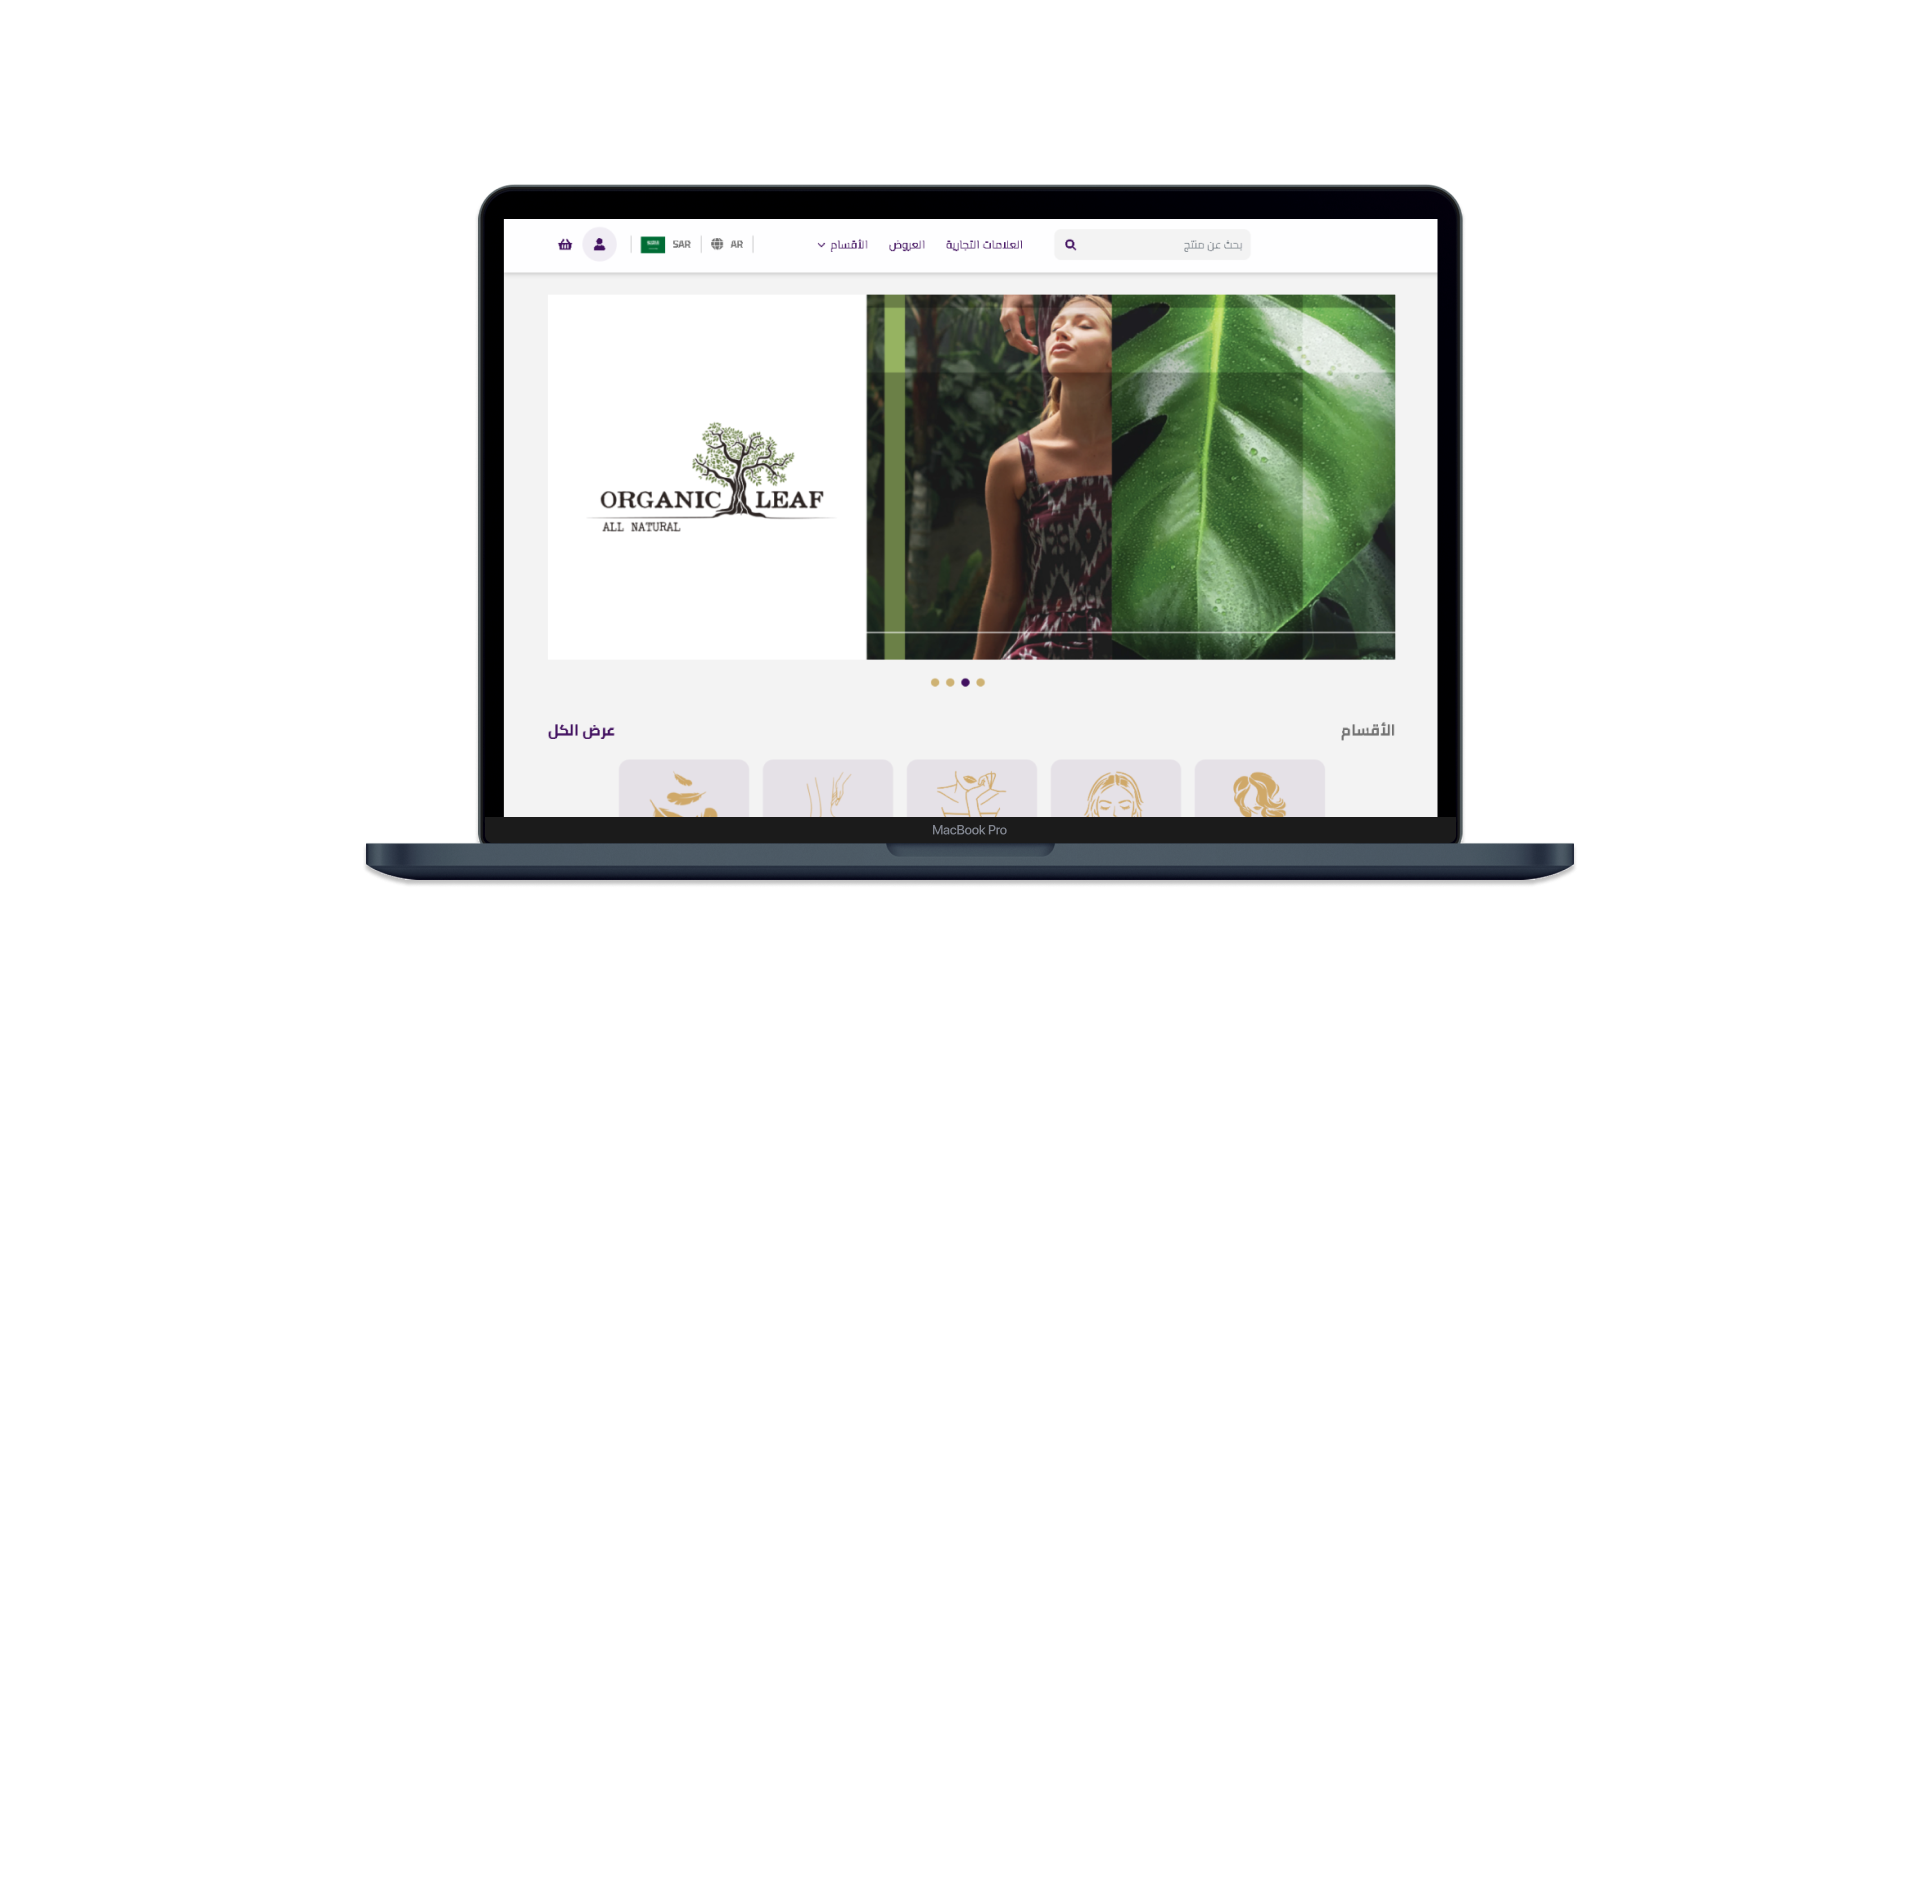 بحث عن منتج
العلامات التجارية
العروض
الأقسام
AR
SAR
ORGANIC LEAF
ALL NATURAL
الأقسام
عرض الكل
MacBook Pro